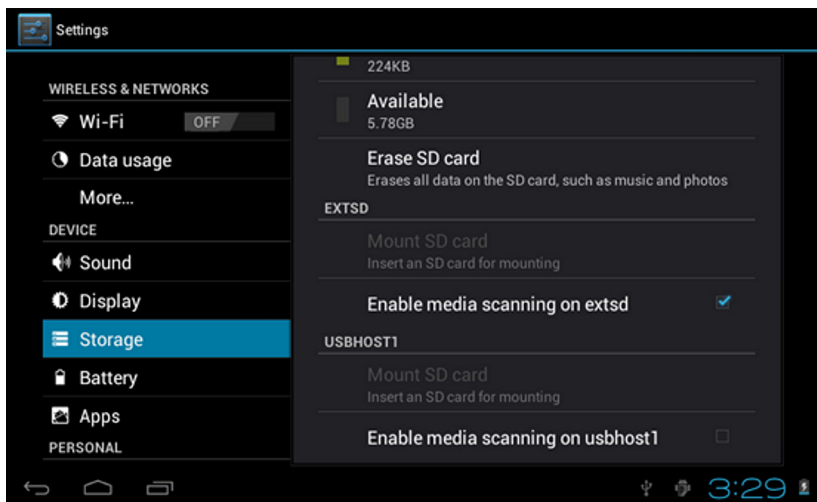 Settings
WIRELESS & NETWORKS
Wi-Fi
OFF
Data usage
More...
DEVICE
Sound
Display
Storage
Battery
Apps
PERSONAL
224KB
Available
5.78GB
Erase SD card
Erases all data on the SD card, such as music and photos
EXTSD
Mount SD card
Insert an SD card for mounting
Enable media scanning on extsd
USBHOST1
Mount SD card
Insert an SD card for mounting
Enable media scanning on usbhost1
3:29